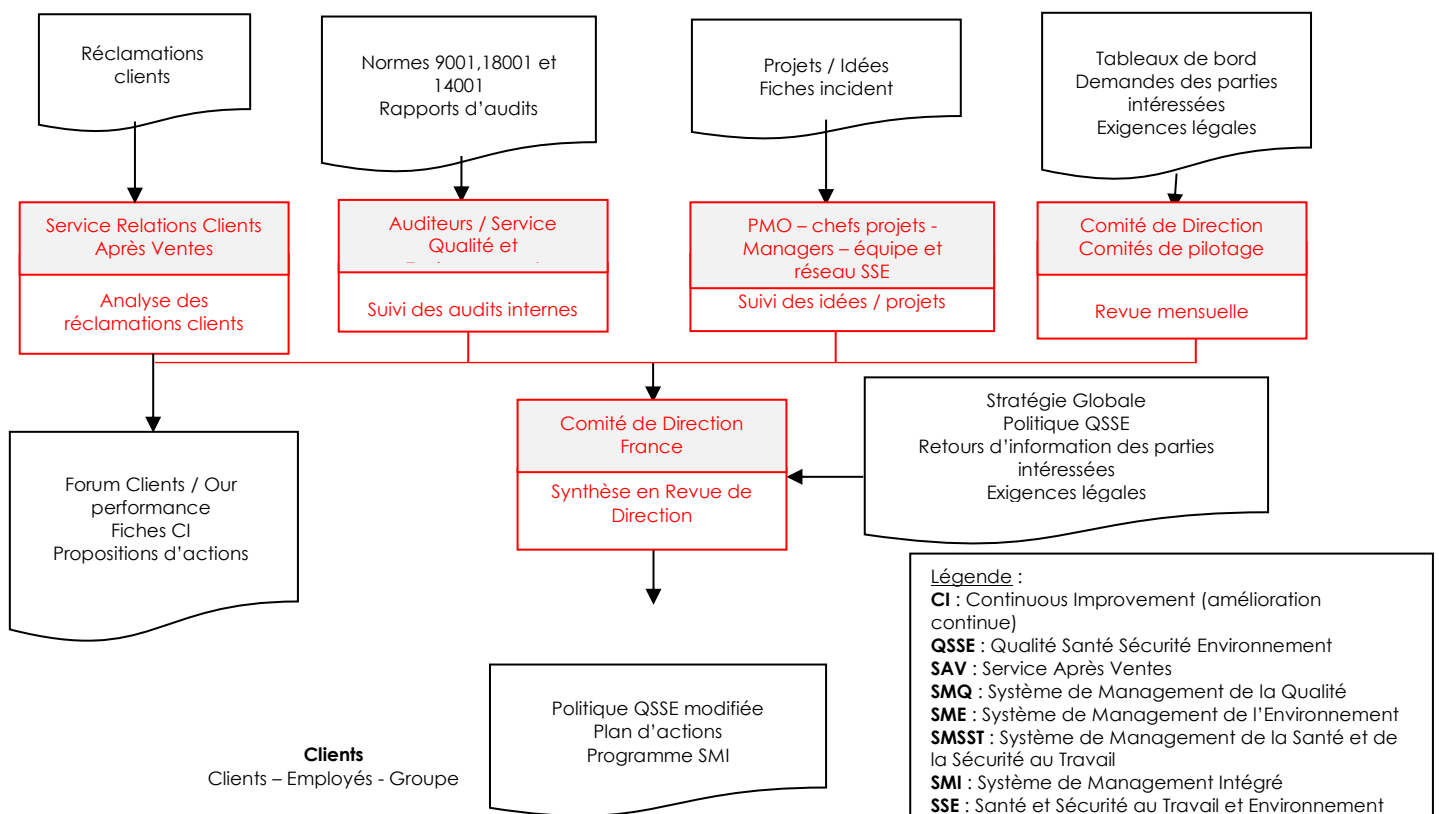 Réclamations
clients
Normes 9001,18001 et
14001
Rapports d’audits
Projets / Idées
Fiches incident
Tableaux de bord
Demandes des parties
intéressées
Exigences légales
Service Relations Clients
Après Ventes
Analyse des
réclamations clients
Auditeurs / Service
Qualité et
Suivi des audits internes
PMO – chefs projets -
Managers – équipe et
réseau SSE
Suivi des idées / projets
Comité de Direction
Comités de pilotage
Revue mensuelle
Forum Clients / Our
performance
Fiches CI
Propositions d’actions
Comité de Direction
France
Synthèse en Revue de
Direction
Stratégie Globale
Politique QSSE
Retours d’information des parties
intéressées
Exigences légales
Politique QSSE modifiée
Plan d’actions
Programme SMI
Clients
Clients – Employés - Groupe
Légende :
CI : Continuous Improvement (amélioration
continue)
QSSE : Qualité Santé Sécurité Environnement
SAV : Service Après Ventes
SMQ : Système de Management de la Qualité
SME : Système de Management de l’Environnement
SMSST : Système de Management de la Santé et de
la Sécurité au Travail
SMI : Système de Management Intégré
SSE : Santé et Sécurité au Travail et Environnement